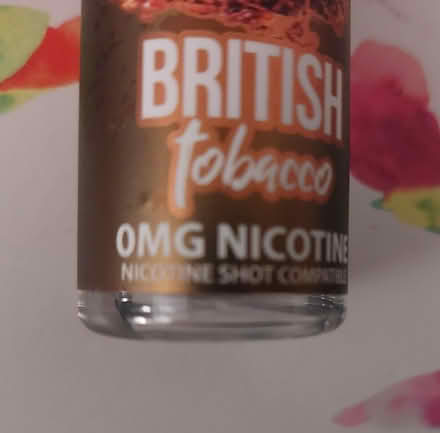 BRITISH
tobacco
0MG NICOTINE
NICOTINE SHOT COMPATIBLE